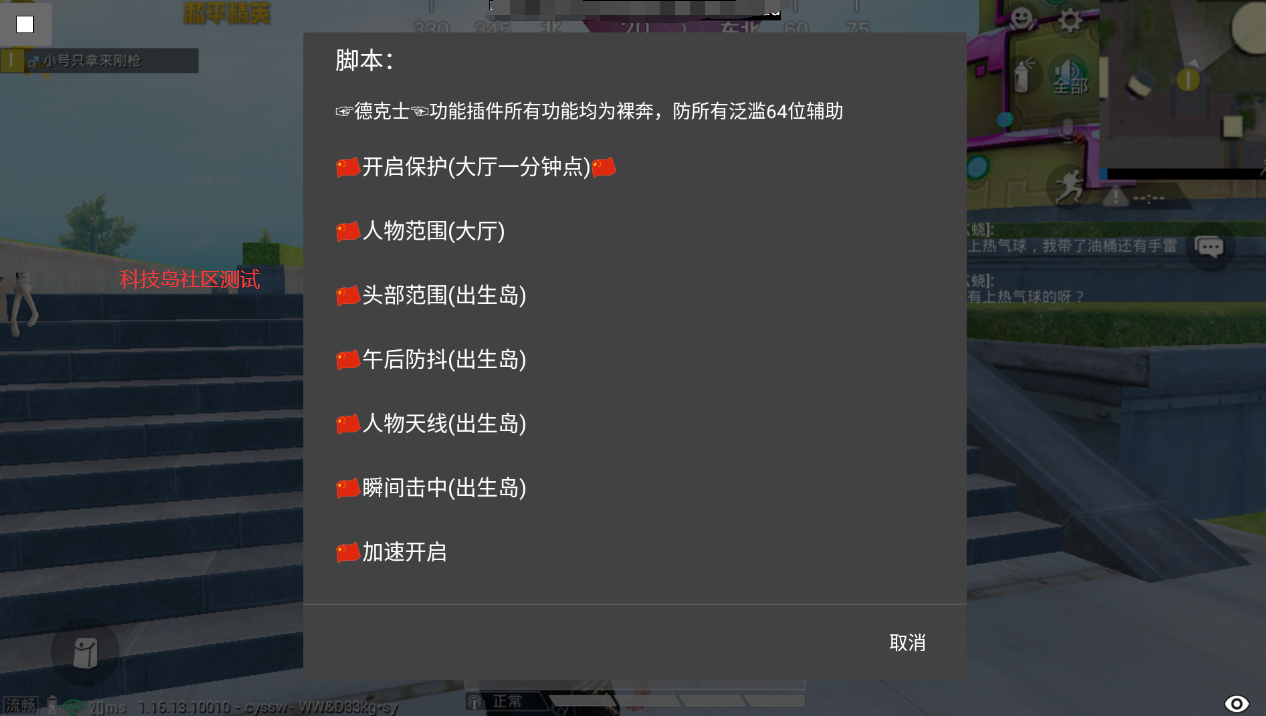 和平精英
330 345 北 东北 60 75
小号只拿来刚枪
全部
脚本：
☞德克士☜功能插件所有功能均为裸奔，防所有泛滥64位辅助
🇨🇳开启保护(大厅一分钟点)🇨🇳
🇨🇳人物范围(大厅)
🇨🇳头部范围(出生岛)
🇨🇳午后防抖(出生岛)
🇨🇳人物天线(出生岛)
🇨🇳瞬间击中(出生岛)
🇨🇳加速开启
取消
科技岛社区测试
--:--
上热气球，我带了油桶还有手雷
有上热气球的呀？
正常
流畅 20ms 1.16.13.10010 - cyssw- WW&D33kg*sy